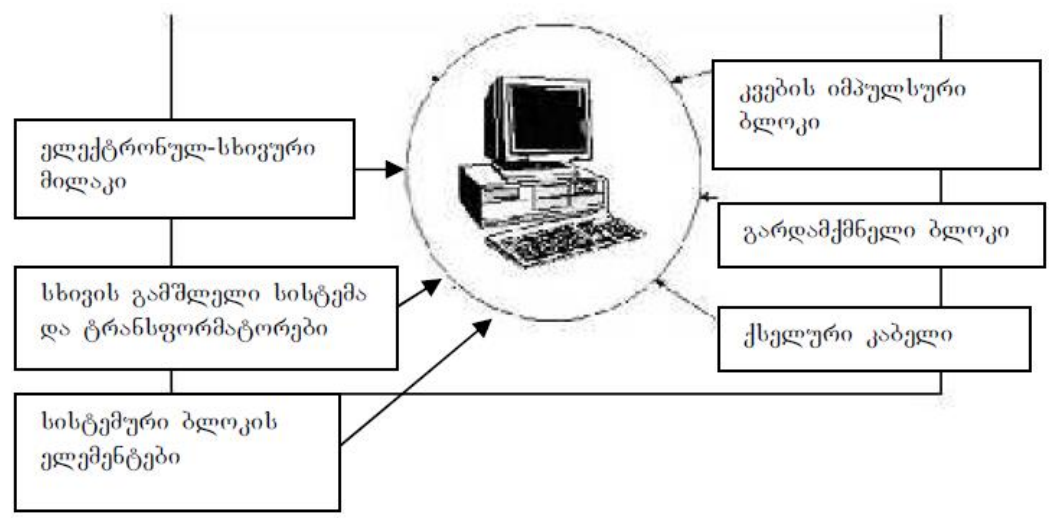 ელექტრონულ-სხივური
მილაკი
სხივის გამშლელი სისტემა
და ტრანსფორმატორები
სისტემური ბლოკის
ელემენტები
კვების იმპულსური
ბლოკი
გარდამქმნელი ბლოკი
ქსელური კაბელი